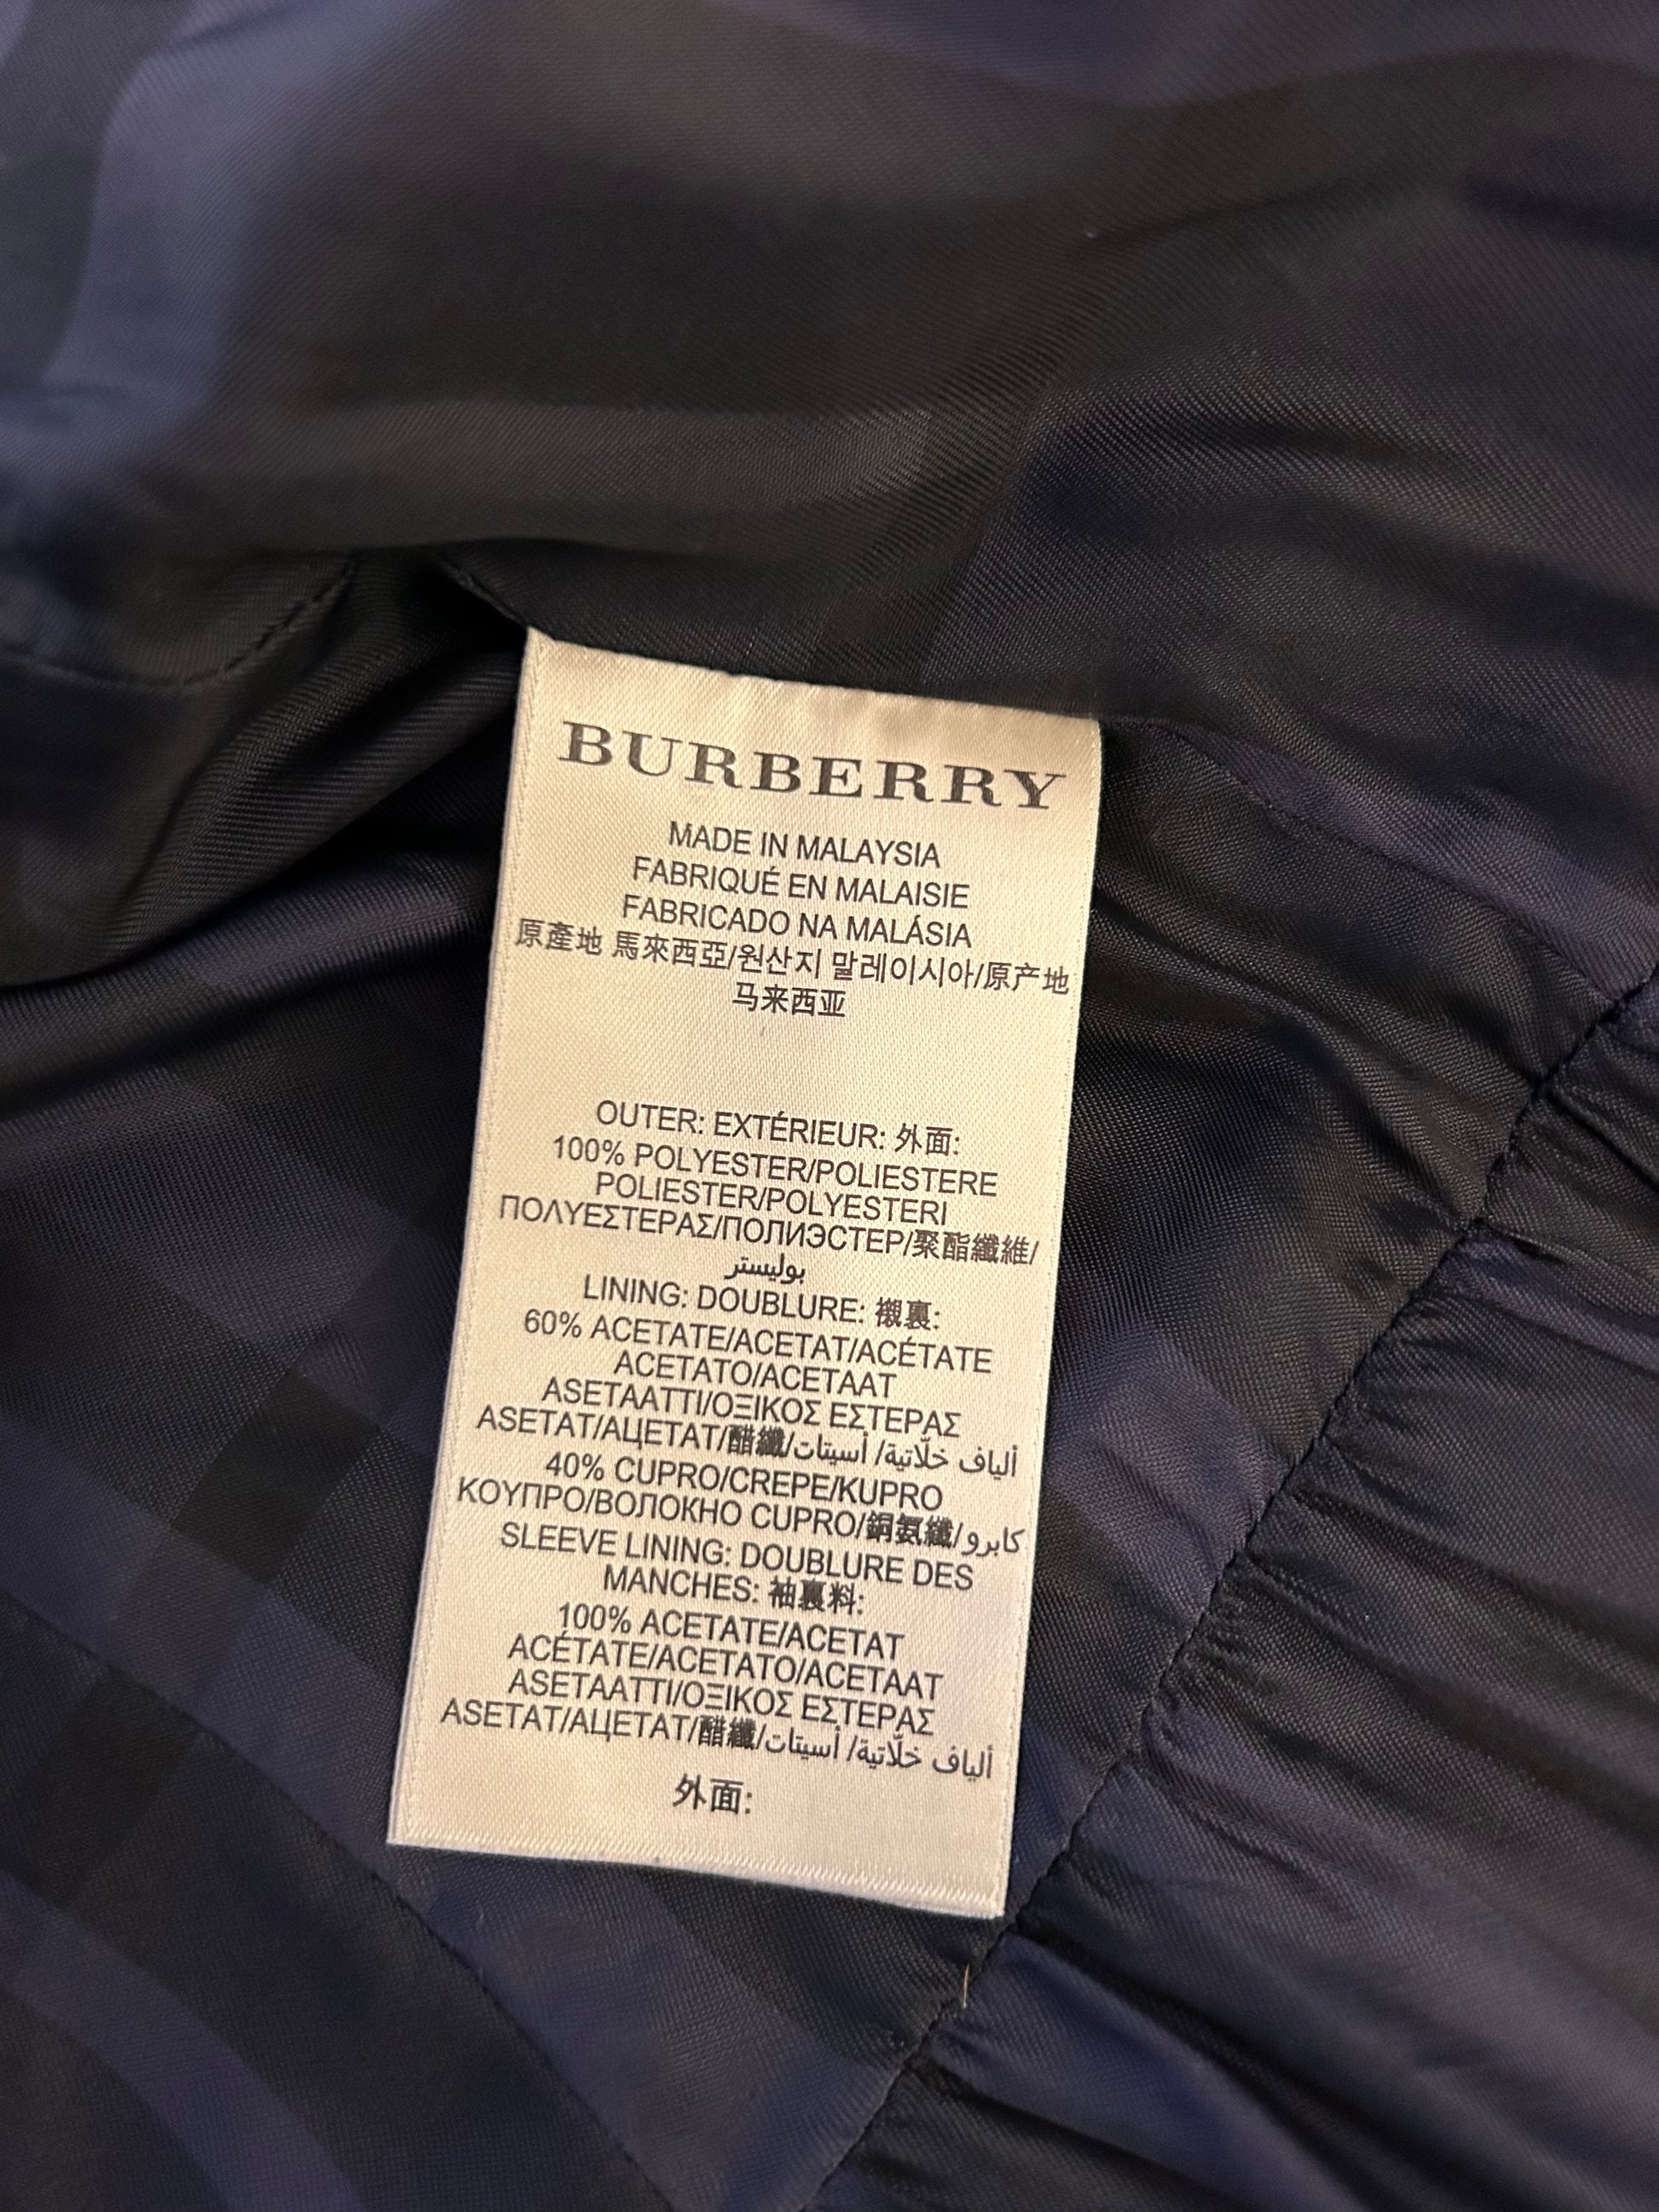 BURBERRY
MADE IN MALAYSIA
FABRIQUÉ EN MALAISIE
FABRICADO NA MALÁSIA
原產地 馬來西亞/원산지 말레이시아/原产地
马来西亚
OUTER: EXTÉRIEUR: 外面:
100% POLYESTER/POLIESTERE
POLIESTER/POLYESTERI
ΠΟΛΥΕΣΤΕΡΑΣ/ПОЛИЭСТЕР/聚酯纖維/
بوليستر
LINING: DOUBLURE: 襯裏:
60% ACETATE/ACETAT/ACÉTATE
ACETATO/ACETAAT
ASETAATTI/ΟΞΙΚΟΣ ΕΣΤΕΡΑΣ
ASETAT/АЦЕТАТ/醋纖/ألياف خلّاتية/ أسيتات
40% CUPRO/CREPE/KUPRO
ΚΟΥΠΡΟ/ВОЛОКНО CUPRO/銅氨纖/كابرو
SLEEVE LINING: DOUBLURE DES
MANCHES: 袖裏料:
100% ACETATE/ACETAT
ACÉTATE/ACETATO/ACETAAT
ASETAATTI/ΟΞΙΚΟΣ ΕΣΤΕΡΑΣ
ASETAT/АЦЕТАТ/醋纖/ألياف خلّاتية/ أسيتات
外面: